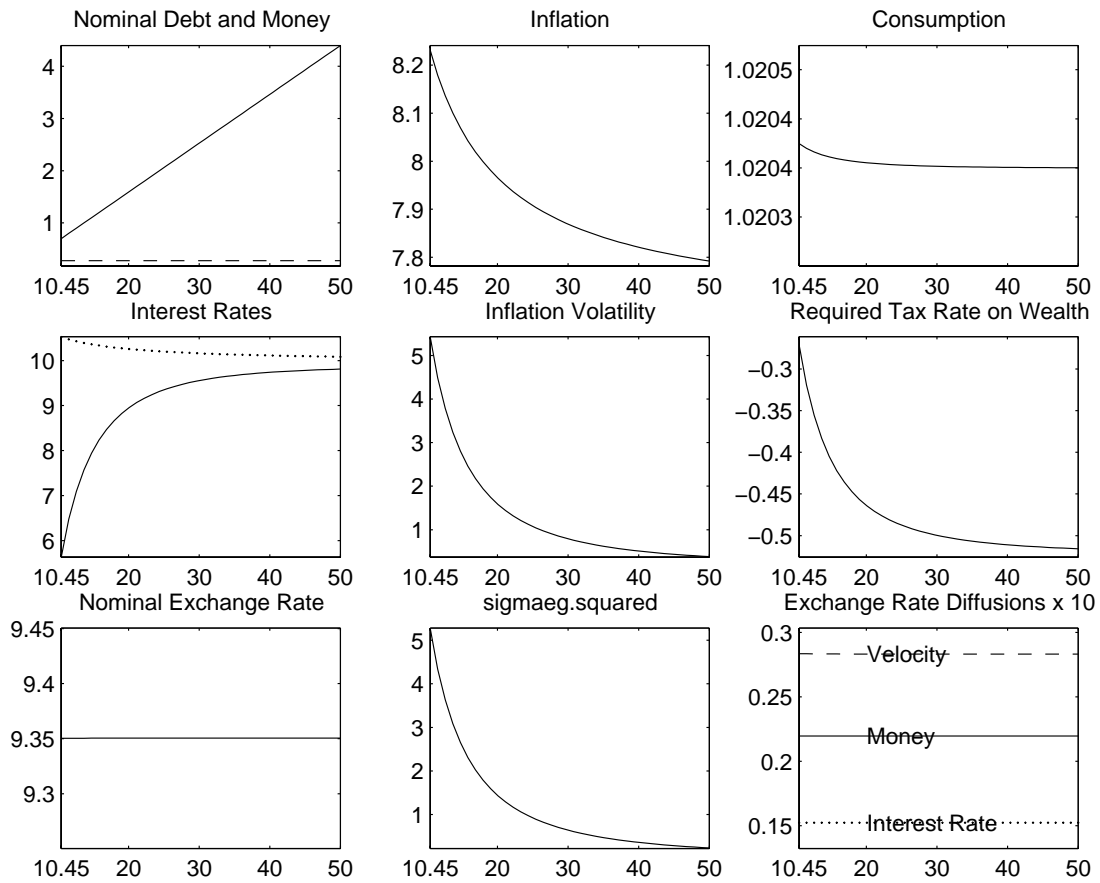 Nominal Debt and Money
Inflation
Consumption
4
3
2
1
10.45 20 30 40 50
8.2
8.1
8
7.9
7.8
10.45 20 30 40 50
1.0205
1.0204
1.0204
1.0203
10.45 20 30 40 50
Interest Rates
Inflation Volatility
Required Tax Rate on Wealth
10
9
8
7
6
10.45 20 30 40 50
5
4
3
2
1
10.45 20 30 40 50
−0.3
−0.35
−0.4
−0.45
−0.5
10.45 20 30 40 50
Nominal Exchange Rate
sigmaeg.squared
Exchange Rate Diffusions x 10
9.45
9.4
9.35
9.3
10.45 20 30 40 50
5
4
3
2
1
10.45 20 30 40 50
0.3
0.25
0.2
0.15
Velocity
Money
Interest Rate
10.45 20 30 40 50